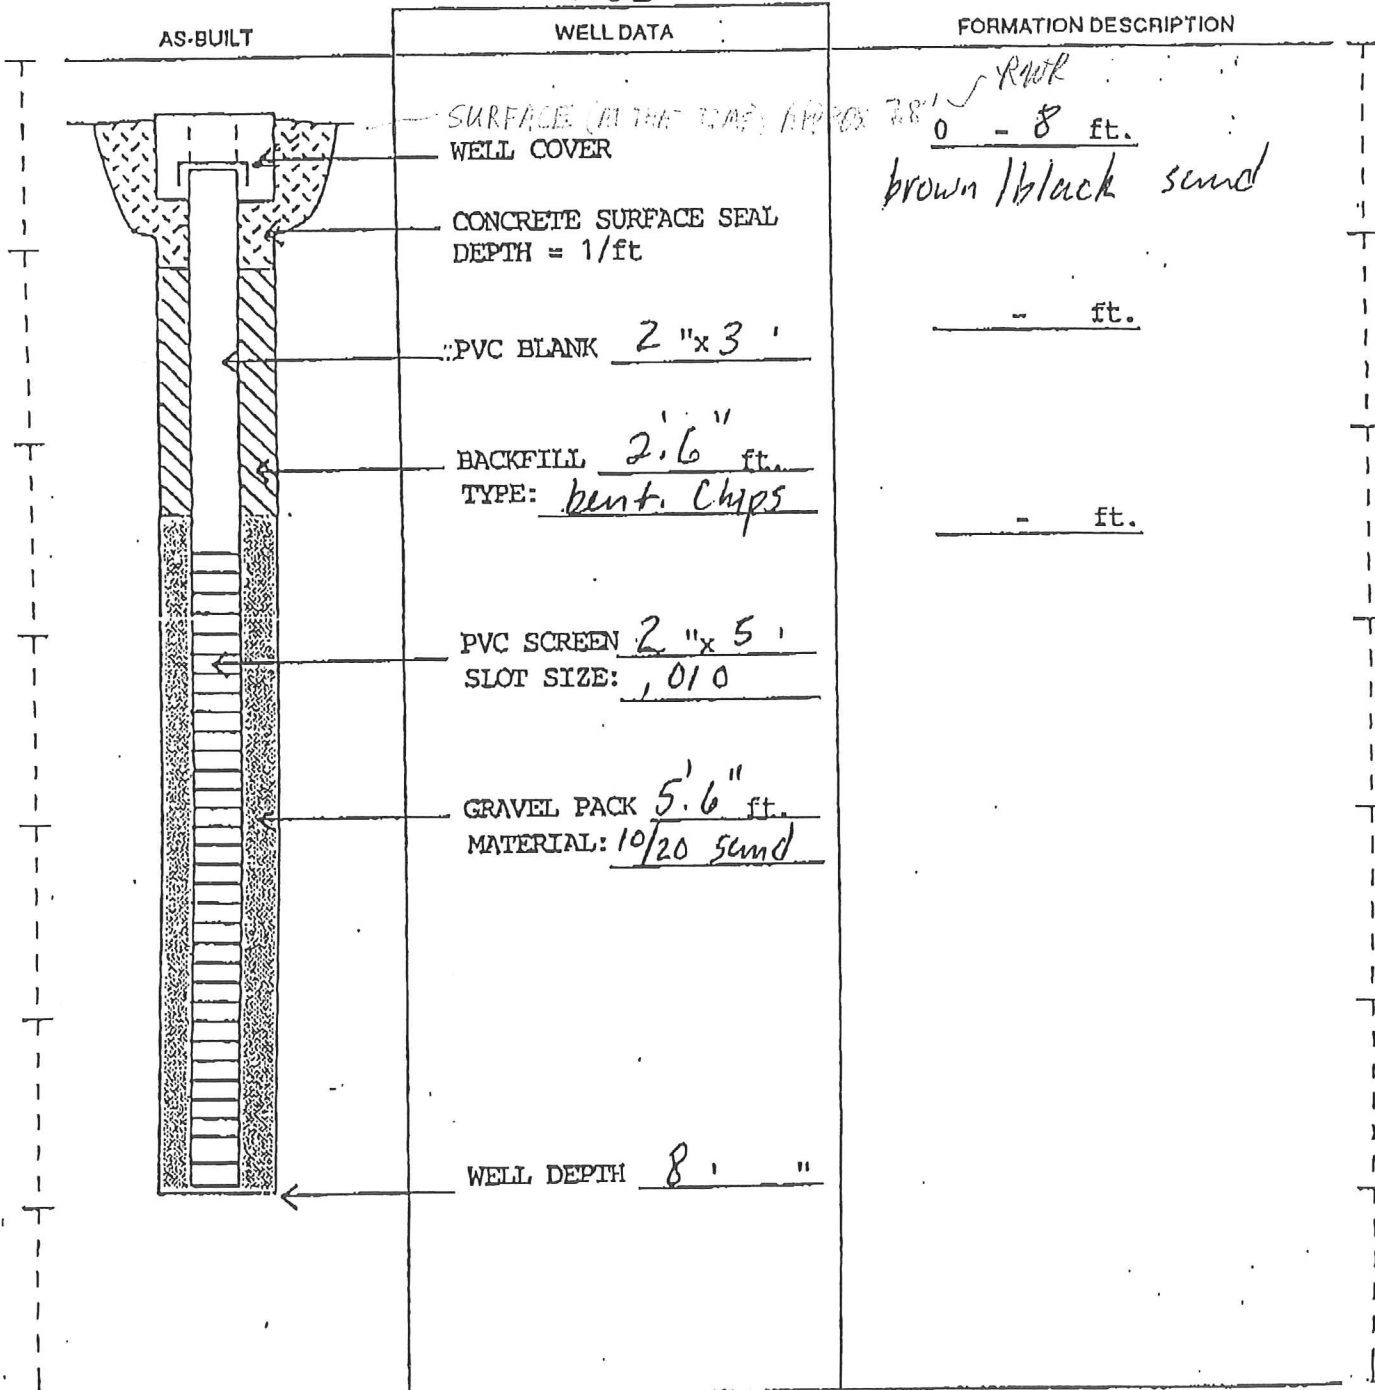 AS-BUILT
WELL DATA
FORMATION DESCRIPTION
RWR
SURFACE (AT THE TIME)
0 - 8 ft.
WELL COVER
brown/black sand
CONCRETE SURFACE SEAL
DEPTH = 1/ft
- ft.
PVC BLANK 2 "x 3 '
BACKFILL 2'.6" ft.
TYPE: bent. Chips
- ft.
PVC SCREEN 2 "x 5 '
SLOT SIZE: .010
GRAVEL PACK 5'.6" ft.
MATERIAL: 10/20 sand
WELL DEPTH 8 ' "